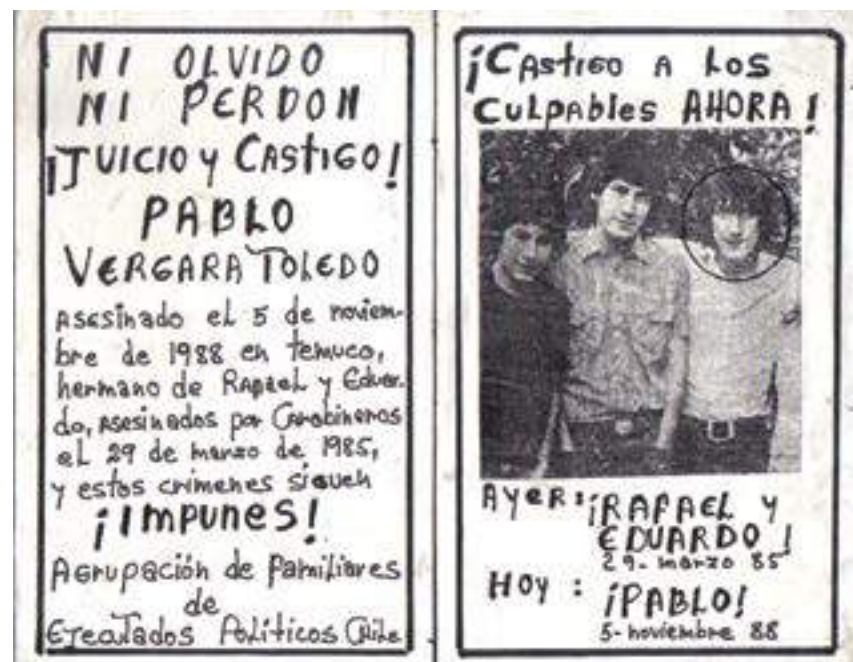 NI OLVIDO
NI PERDON
¡JUICIO y CASTIGO!
PABLO
VERGARA TOLEDO
Asesinado el 5 de noviem-
bre de 1988 en temuco,
hermano de Rafael y Eduar-
do, asesinados por Carabineros
el 29 de marzo de 1985,
y estos crimenes siguen
¡IMPUNES!
Agrupación de Familiares
de
Ejecutados Políticos Chile
¡CASTIGO A LOS
CULPABLES AHORA!
AYER: ¡RAFAEL Y
EDUARDO!
29- marzo 85
HOY : ¡PABLO!
5- noviembre 88